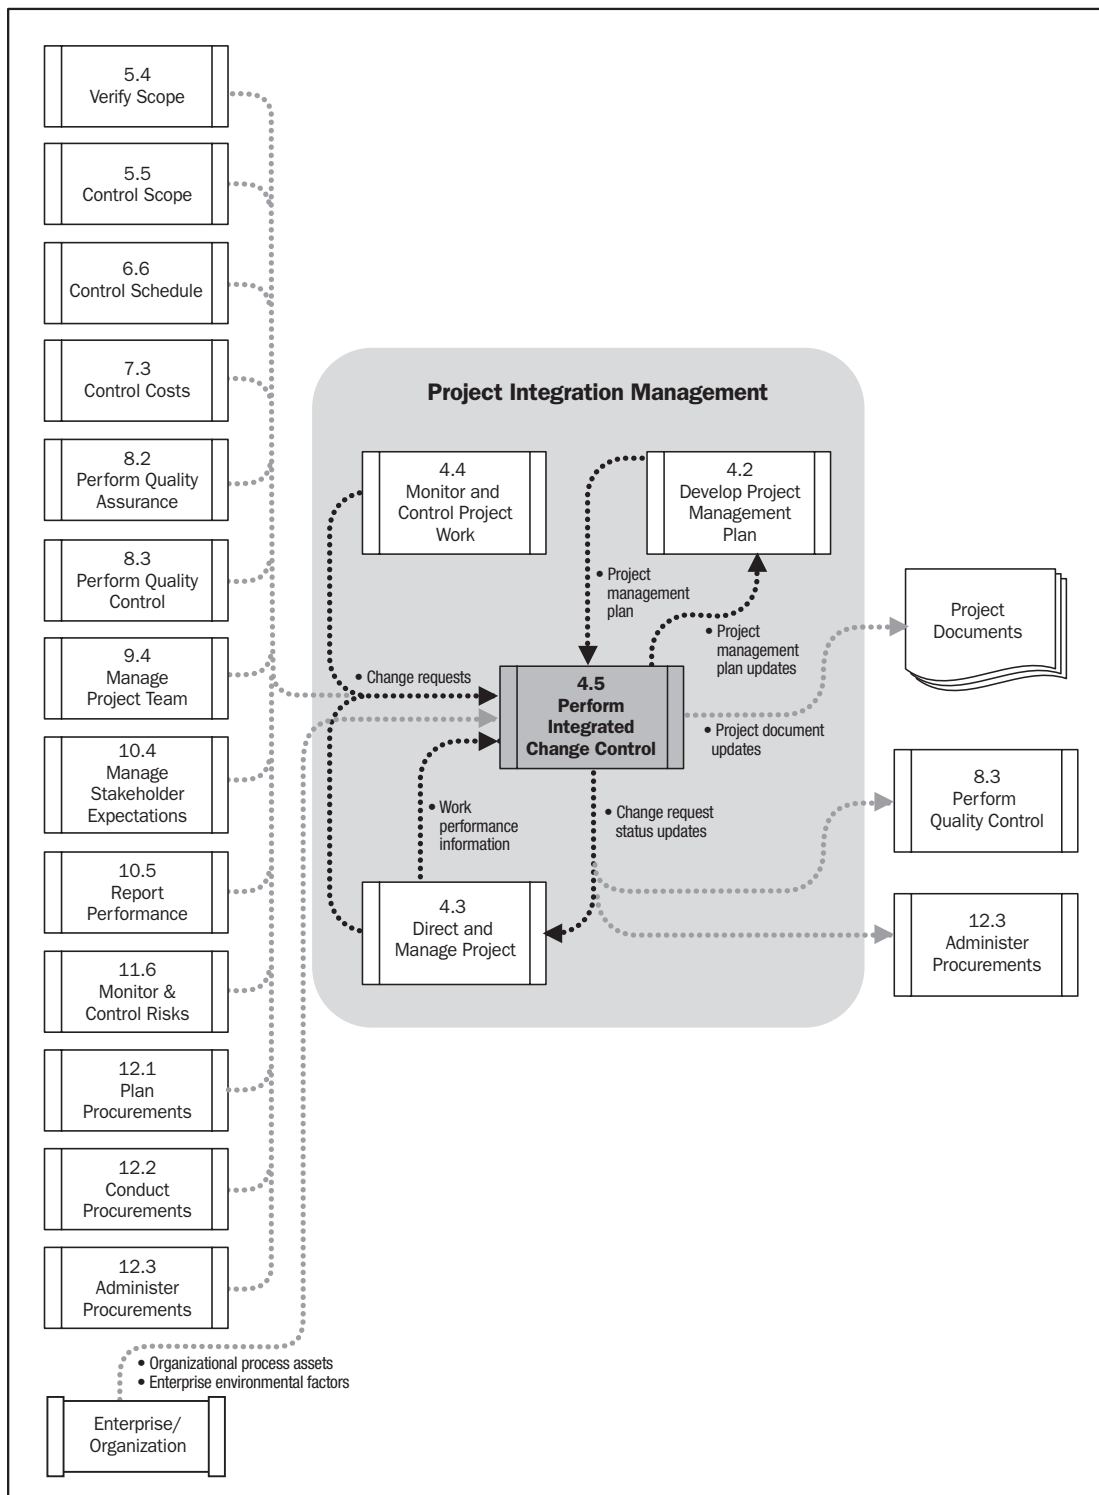 5.4
Verify Scope
5.5
Control Scope
6.6
Control Schedule
7.3
Control Costs
8.2
Perform Quality
Assurance
8.3
Perform Quality
Control
9.4
Manage
Project Team
10.4
Manage
Stakeholder
Expectations
10.5
Report
Performance
11.6
Monitor &
Control Risks
12.1
Plan
Procurements
12.2
Conduct
Procurements
12.3
Administer
Procurements
• Organizational process assets
• Enterprise environmental factors
Enterprise/
Organization
Project Integration Management
4.4
Monitor and
Control Project
Work
4.2
Develop Project
Management
Plan
• Project
management
plan
• Project
management
plan updates
• Change requests
4.5
Perform
Integrated
Change Control
• Project document
updates
• Work
performance
information
• Change request
status updates
4.3
Direct and
Manage Project
Project
Documents
8.3
Perform
Quality Control
12.3
Administer
Procurements